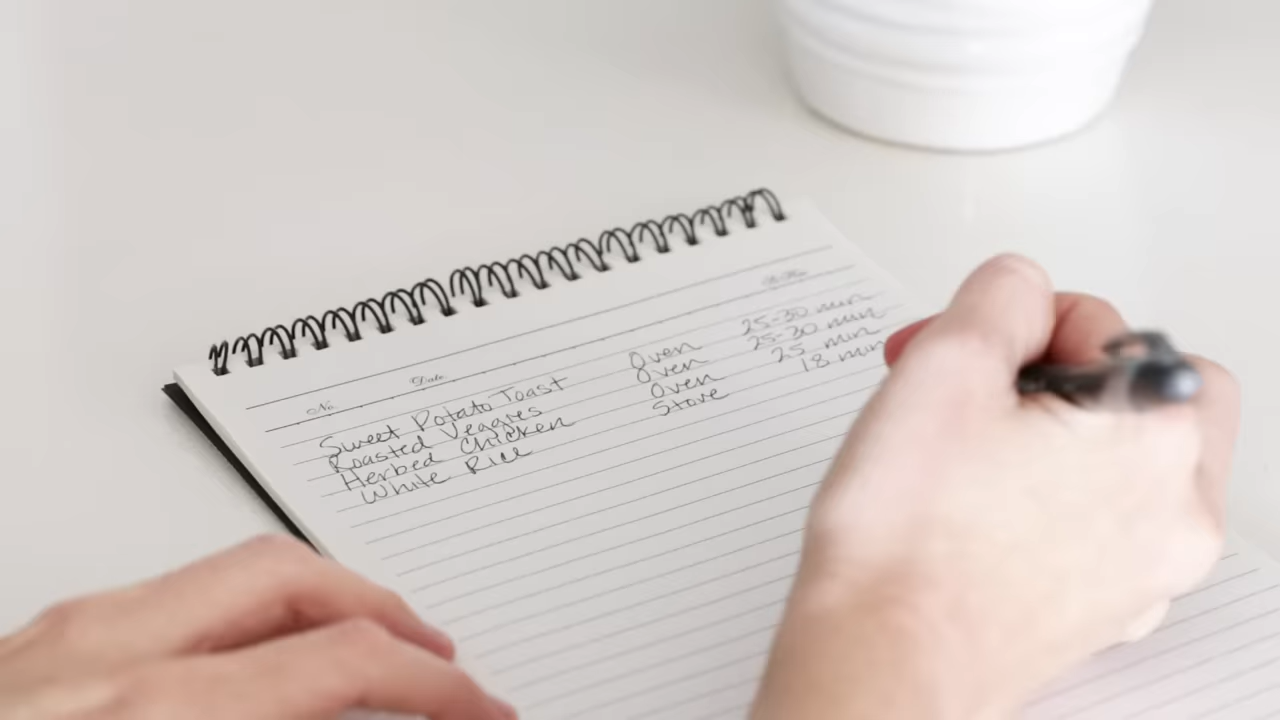 No.
Date
Sweet Potato Toast Oven 25-30 min
Roasted Veggies Oven 25-30 min
Herbed Chicken Oven 25 min
White Rice Stove 18 min